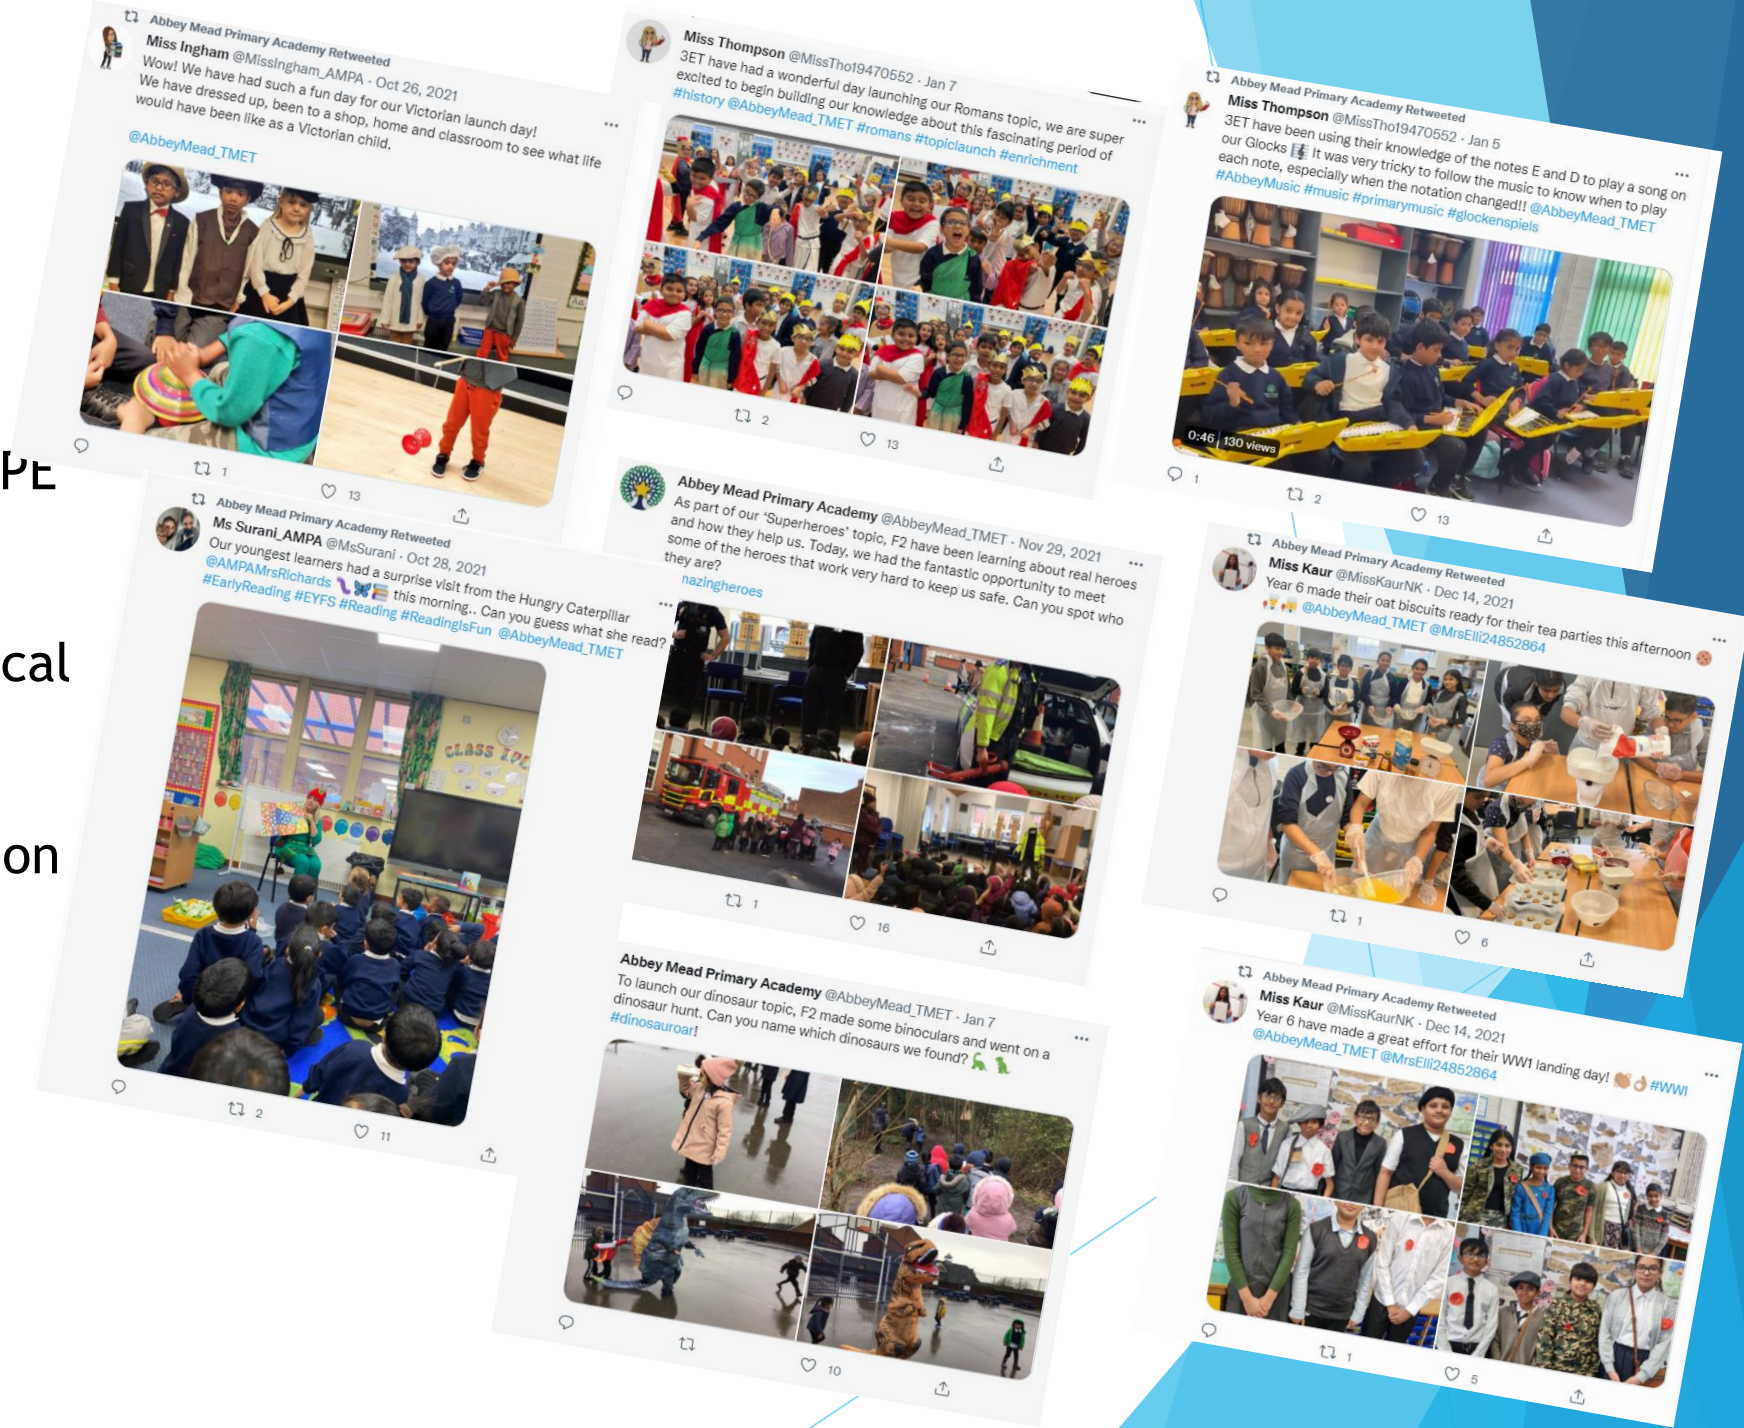 Abbey Mead Primary Academy Retweeted
Miss Ingham @MissIngham_AMPA · Oct 26, 2021
Wow! We have had such a fun day for our Victorian launch day!
We have dressed up, been to a shop, home and classroom to see what life
would have been like as a Victorian child.
@AbbeyMead_TMET
1
13
Miss Thompson @MissTho19470552 · Jan 7
3ET have had a wonderful day launching our Romans topic, we are super
excited to begin building our knowledge about this fascinating period of
#history @AbbeyMead_TMET #romans #topiclaunch #enrichment
2
13
Abbey Mead Primary Academy Retweeted
Miss Thompson @MissTho19470552 · Jan 5
3ET have been using their knowledge of the notes E and D to play a song on
our Glocks 🎼 It was very tricky to follow the music to know when to play
each note, especially when the notation changed!! @AbbeyMead_TMET
#AbbeyMusic #music #primarymusic #glockenspiels
0:46 130 views
1
2
13
PE
cal
on
Abbey Mead Primary Academy Retweeted
Ms Surani_AMPA @MsSurani · Oct 28, 2021
Our youngest learners had a surprise visit from the Hungry Caterpillar
@AMPAMrsRichards 🐛🦋📚 this morning.. Can you guess what she read?
#EarlyReading #EYFS #Reading #ReadingIsFun @AbbeyMead_TMET
CLASS
2
11
Abbey Mead Primary Academy @AbbeyMead_TMET · Nov 29, 2021
As part of our 'Superheroes' topic, F2 have been learning about real heroes
and how they help us. Today, we had the fantastic opportunity to meet
some of the heroes that work very hard to keep us safe. Can you spot who
they are?
nazingheroes
1
16
Abbey Mead Primary Academy Retweeted
Miss Kaur @MissKaurNK · Dec 14, 2021
Year 6 made their oat biscuits ready for their tea parties this afternoon 🍪
@AbbeyMead_TMET @MrsElli24852864
1
6
Abbey Mead Primary Academy @AbbeyMead_TMET · Jan 7
To launch our dinosaur topic, F2 made some binoculars and went on a
dinosaur hunt. Can you name which dinosaurs we found? 🦕 🦖
#dinosauroar!
10
Abbey Mead Primary Academy Retweeted
Miss Kaur @MissKaurNK · Dec 14, 2021
Year 6 have made a great effort for their WW1 landing day! 👏🏽👌🏽 #WWI
@AbbeyMead_TMET @MrsElli24852864
1
5